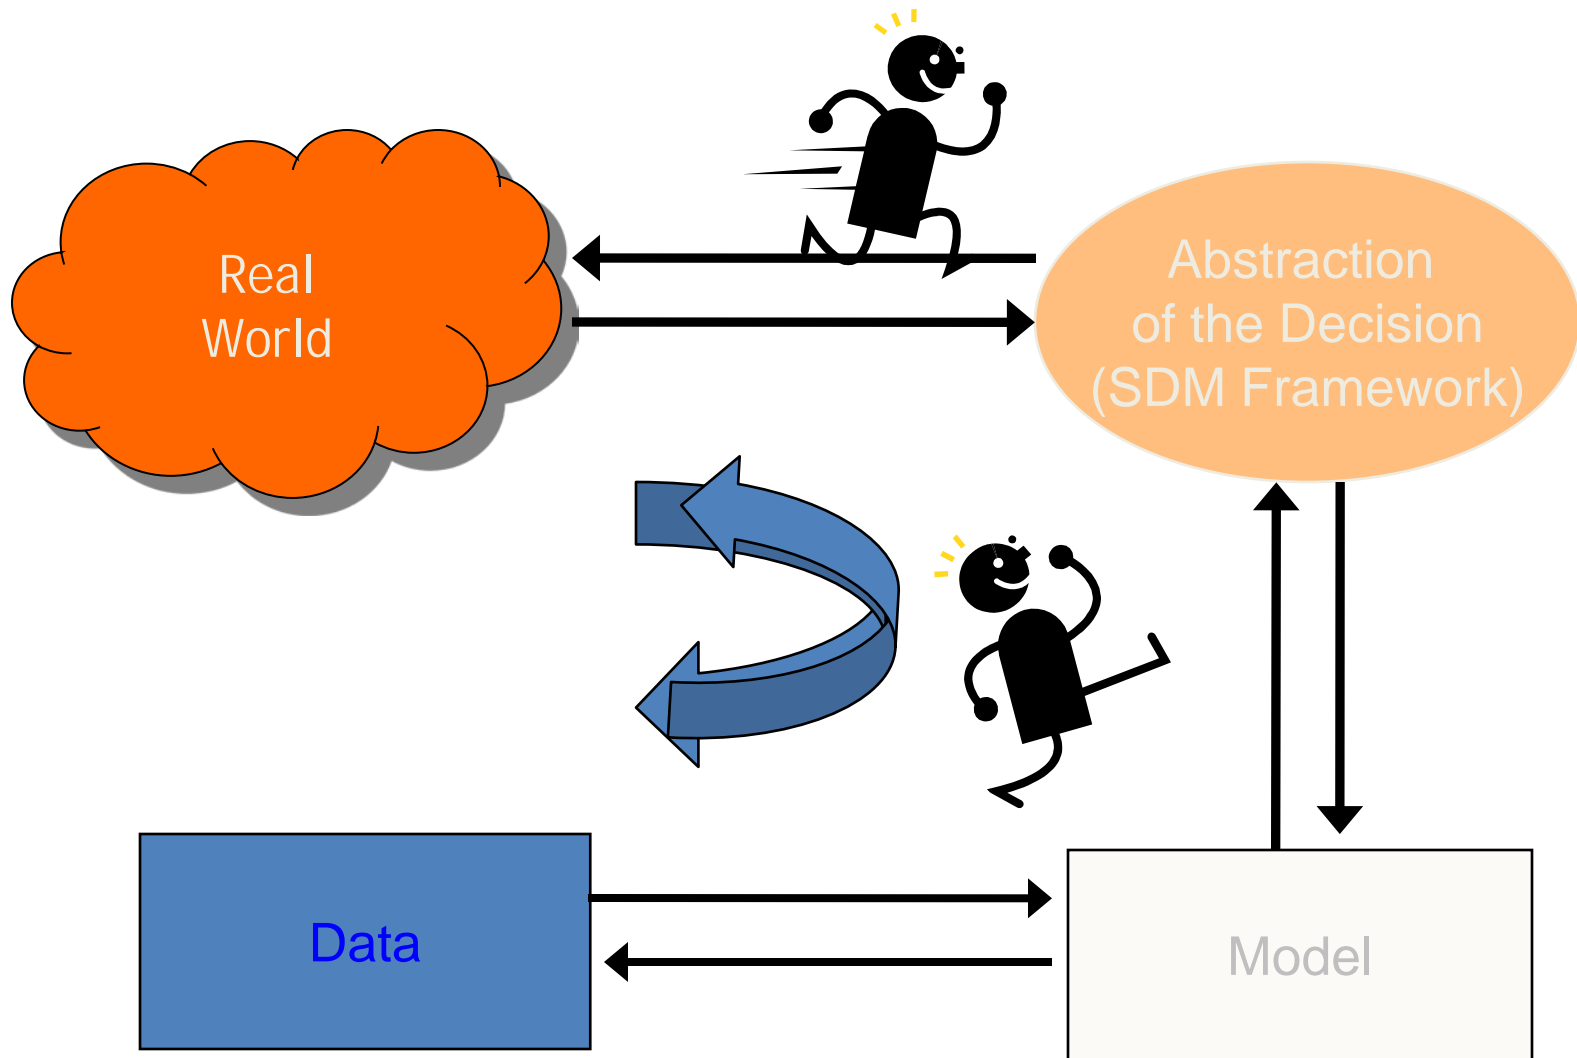 Real
World
Abstraction
of the Decision
(SDM Framework)
Data
Model